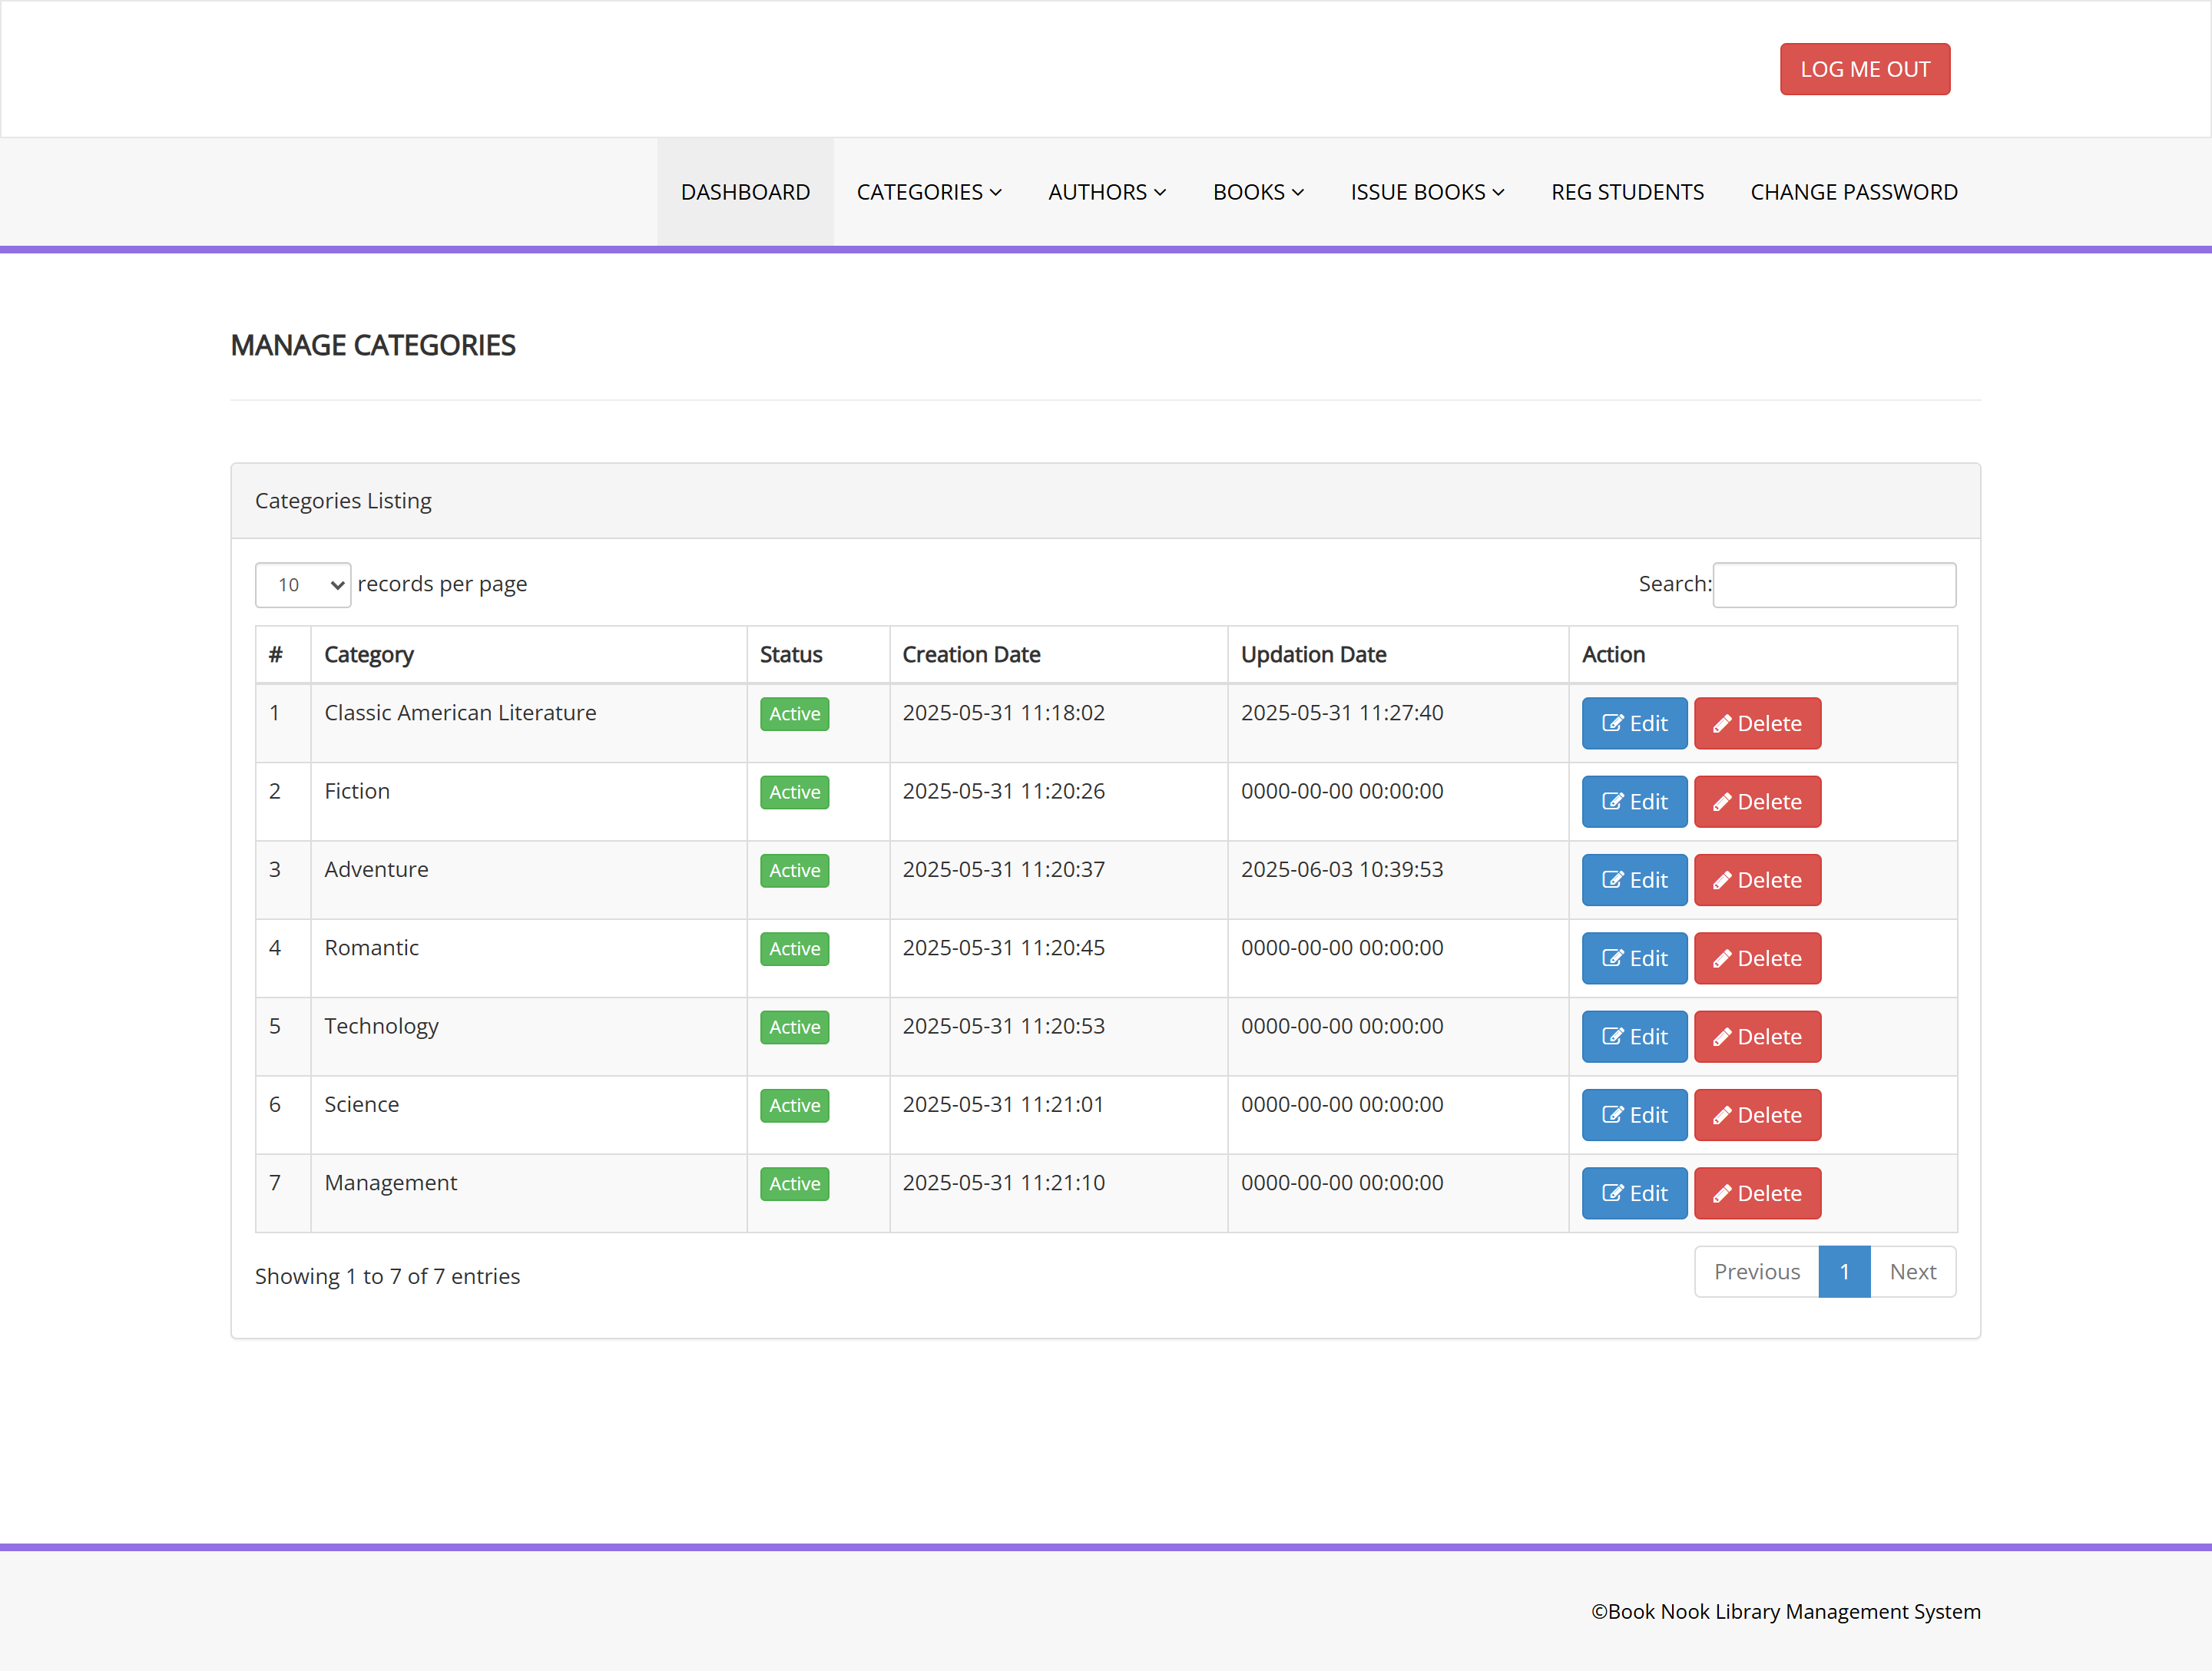 LOG ME OUT
DASHBOARD CATEGORIES AUTHORS BOOKS ISSUE BOOKS REG STUDENTS CHANGE PASSWORD
MANAGE CATEGORIES
Categories Listing
10 records per page Search:
# Category Status Creation Date Updation Date Action
1 Classic American Literature Active 2025-05-31 11:18:02 2025-05-31 11:27:40 Edit Delete
2 Fiction Active 2025-05-31 11:20:26 0000-00-00 00:00:00 Edit Delete
3 Adventure Active 2025-05-31 11:20:37 2025-06-03 10:39:53 Edit Delete
4 Romantic Active 2025-05-31 11:20:45 0000-00-00 00:00:00 Edit Delete
5 Technology Active 2025-05-31 11:20:53 0000-00-00 00:00:00 Edit Delete
6 Science Active 2025-05-31 11:21:01 0000-00-00 00:00:00 Edit Delete
7 Management Active 2025-05-31 11:21:10 0000-00-00 00:00:00 Edit Delete
Showing 1 to 7 of 7 entries Previous 1 Next
©Book Nook Library Management System